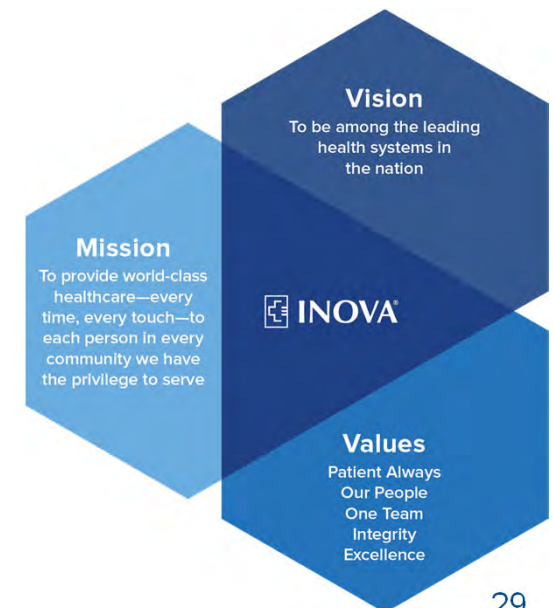 Vision
To be among the leading
health systems in
the nation
Mission
To provide world-class
healthcare—every
time, every touch—to
each person in every
community we have
the privilege to serve
INOVA®
Values
Patient Always
Our People
One Team
Integrity
Excellence
29